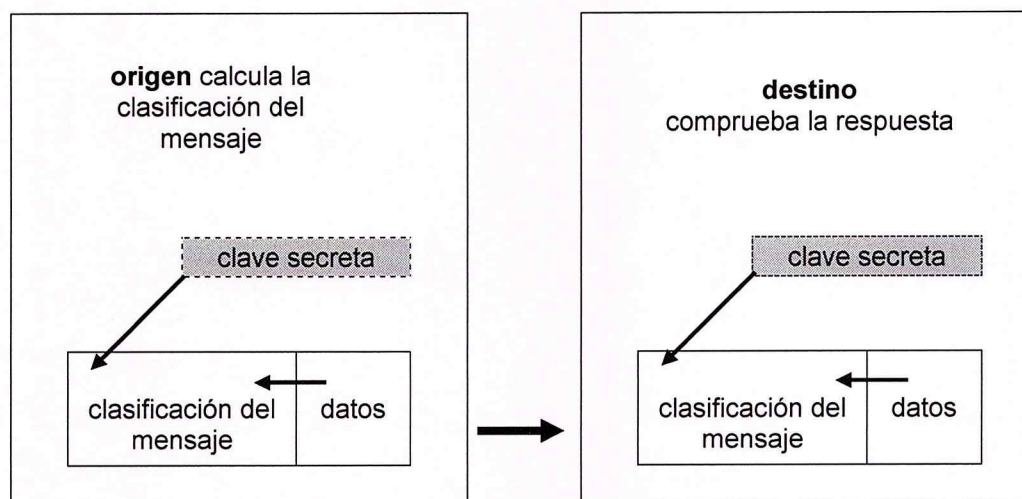 origen calcula la
clasificación del
mensaje
clave secreta
clasificación del
mensaje
datos
destino
comprueba la respuesta
clave secreta
clasificación del
mensaje
datos